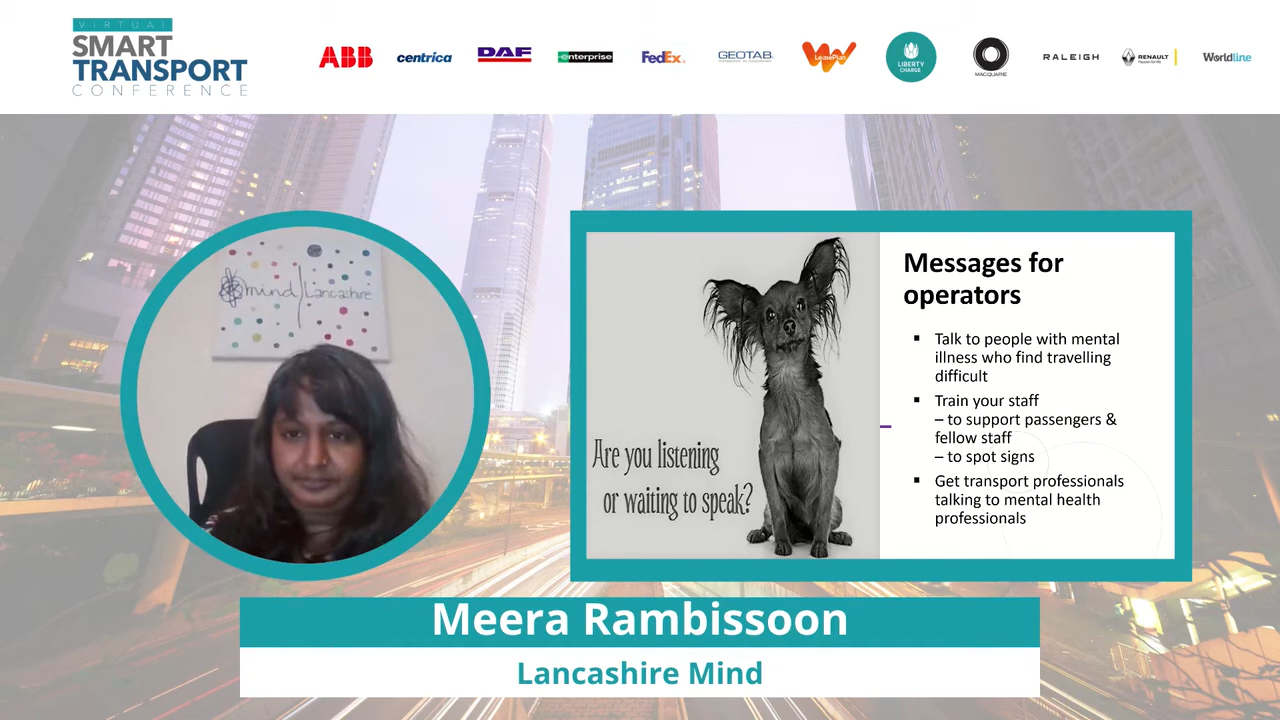 VIRTUAL
SMART
TRANSPORT
CONFERENCE
ABB
centrica
DAF
enterprise
FedEx
GEOTAB
LeasePlan
LIBERTY
CHARGE
MACQUARIE
RALEIGH
RENAULT
Worldline
mind Lancashire
Are you listening
or waiting to speak?
Messages for
operators
▪ Talk to people with mental
illness who find travelling
difficult
▪ Train your staff
– to support passengers &
fellow staff
– to spot signs
▪ Get transport professionals
talking to mental health
professionals
Meera Rambissoon
Lancashire Mind